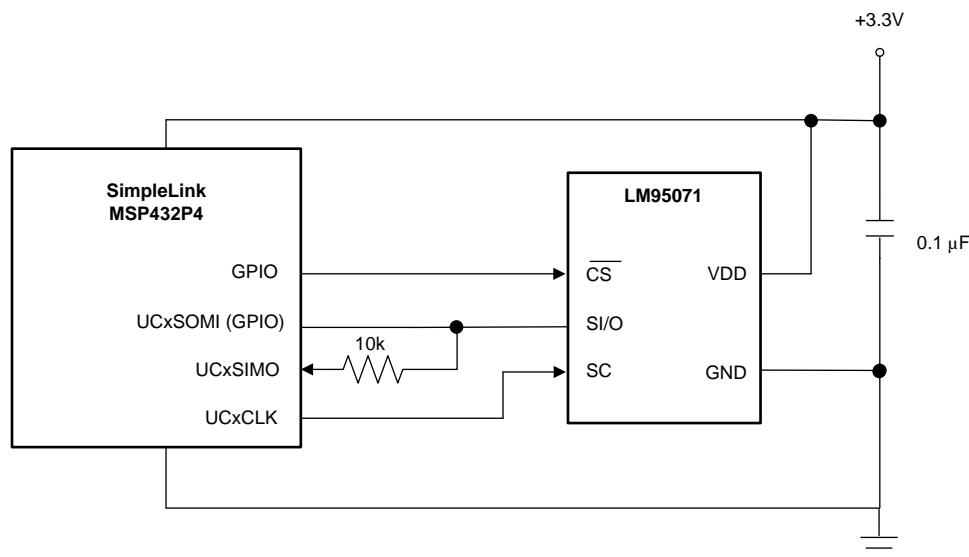 +3.3V
SimpleLink
MSP432P4
LM95071
0.1 μF
GPIO
CS
VDD
UCxSOMI (GPIO)
SI/O
10k
UCxSIMO
SC
GND
UCxCLK